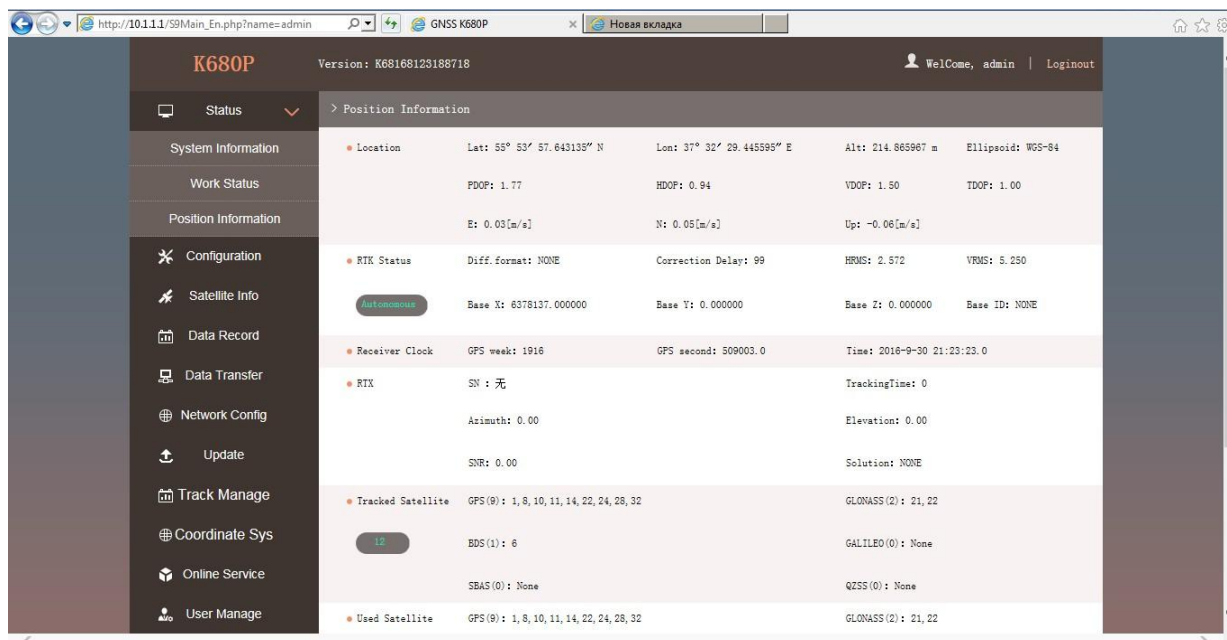 http://10.1.1.1/S9Main_En.php?name=admin GNSS K680P × Новая вкладка
K680P Version: K68168123188718 WelCome, admin | Loginout
Status > Position Information
System Information ● Location Lat: 55° 53′ 57.643135″ N Lon: 37° 32′ 29.445595″ E Alt: 214.865967 m Ellipsoid: WGS-84
Work Status PDOP: 1.77 HDOP: 0.94 VDOP: 1.50 TDOP: 1.00
Position Information E: 0.03[m/s] N: 0.05[m/s] Up: -0.06[m/s]
Configuration ● RTK Status Diff.format: NONE Correction Delay: 99 HRMS: 2.572 VRMS: 5.250
Satellite Info Autonomous Base X: 6378137.000000 Base Y: 0.000000 Base Z: 0.000000 Base ID: NONE
Data Record ● Receiver Clock GPS week: 1916 GPS second: 509003.0 Time: 2016-9-30 21:23:23.0
Data Transfer ● RTX SN : 无 TrackingTime: 0
Network Config Azimuth: 0.00 Elevation: 0.00
Update SNR: 0.00 Solution: NONE
Track Manage ● Tracked Satellite GPS(9): 1, 8, 10, 11, 14, 22, 24, 28, 32 GLONASS(2): 21, 22
Coordinate Sys 12 BDS(1): 6 GALILEO(0): None
Online Service SBAS(0): None QZSS(0): None
User Manage ● Used Satellite GPS(9): 1, 8, 10, 11, 14, 22, 24, 28, 32 GLONASS(2): 21, 22